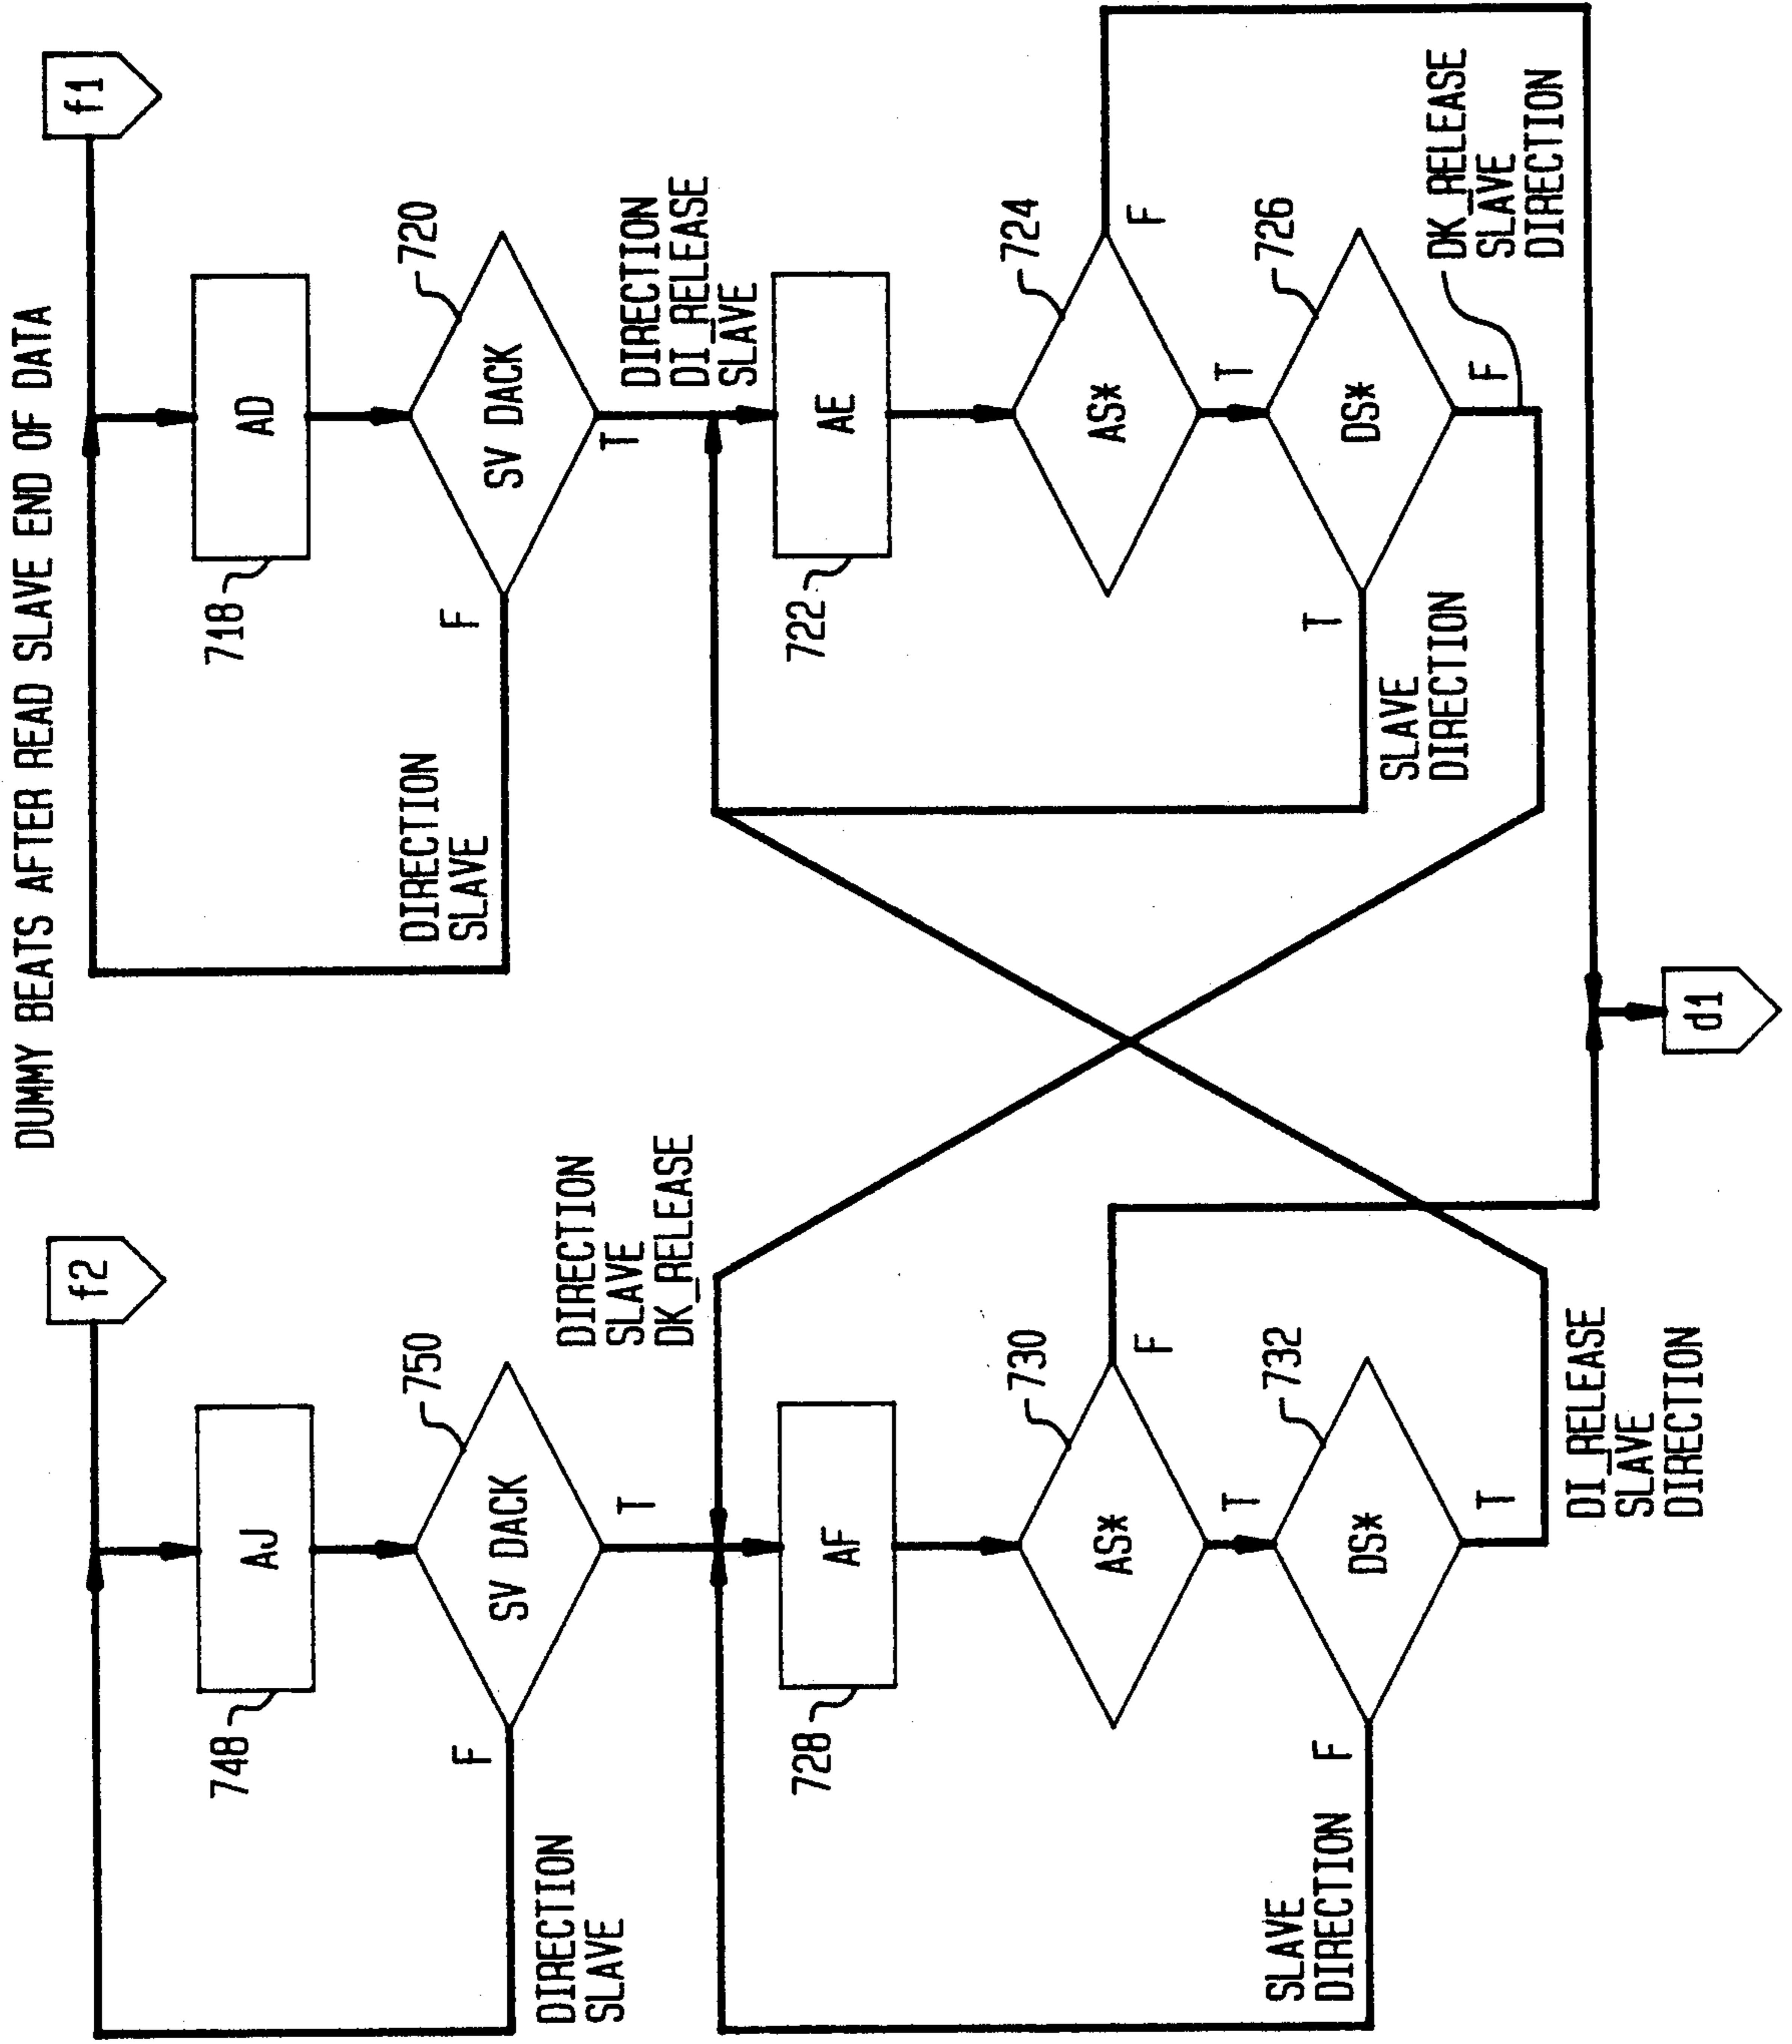 DUMMY BEATS AFTER READ SLAVE END OF DATA
f2
748
AJ
750
SV DACK
F
T
DIRECTION
SLAVE
DIRECTION
SLAVE
DK_RELEASE
728
AF
730
AS*
F
T
732
DS*
F
T
SLAVE
DIRECTION
DI_RELEASE
SLAVE
DIRECTION
f1
718
AD
720
SV DACK
F
T
DIRECTION
SLAVE
DIRECTION
DI_RELEASE
SLAVE
722
AE
724
AS*
F
T
726
DS*
T
F
SLAVE
DIRECTION
DK_RELEASE
SLAVE
DIRECTION
d1